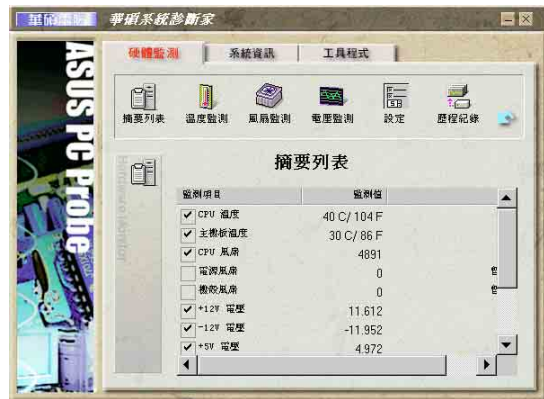 華碩系統診斷家
ASUS PC Probe
硬體監測 系統資訊 工具程式
摘要列表 溫度監測 風扇監測 電壓監測 設定 歷程紀錄
Hardware Monitor
摘要列表
監測項目 監測值
CPU 溫度 40 C/ 104 F
主機板溫度 30 C/ 86 F
CPU 風扇 4891
電源風扇 0
機殼風扇 0
+12V 電壓 11.612
-12V 電壓 -11.952
+5V 電壓 4.972